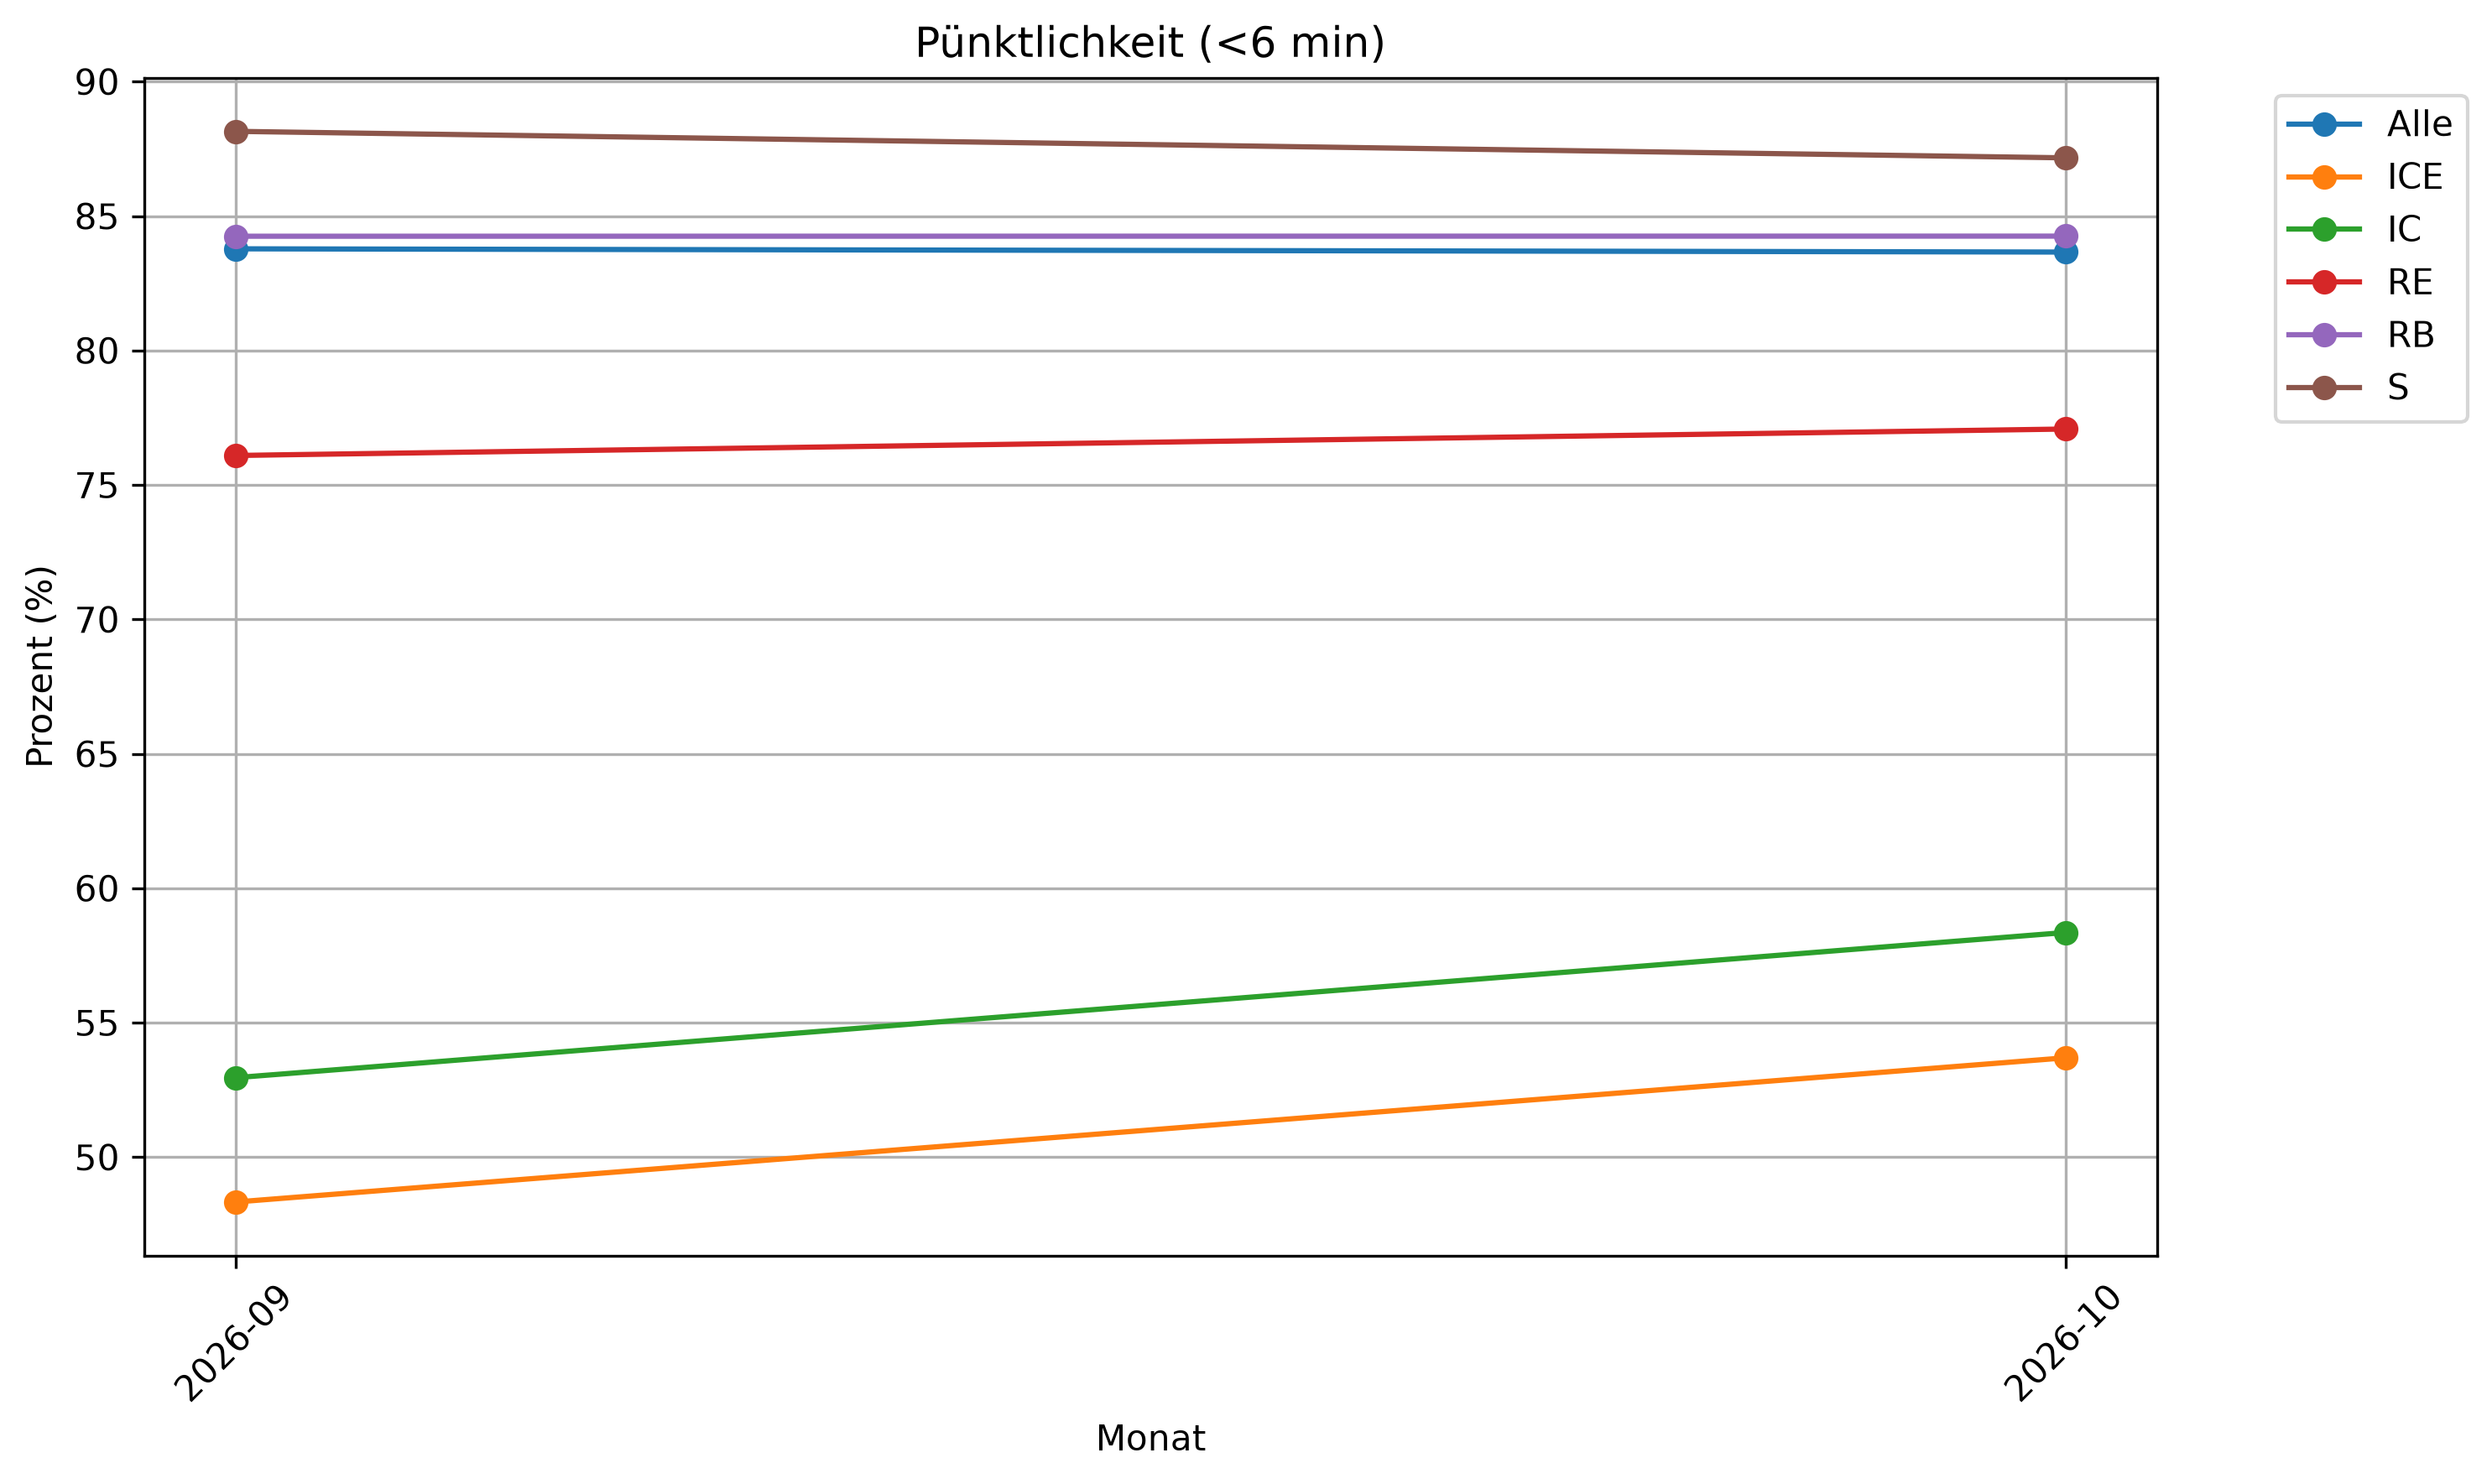 Pünktlichkeit (<6 min)
90
85
80
75
70
65
60
55
50
Prozent (%)
2026-09
2026-10
Monat
Alle
ICE
IC
RE
RB
S